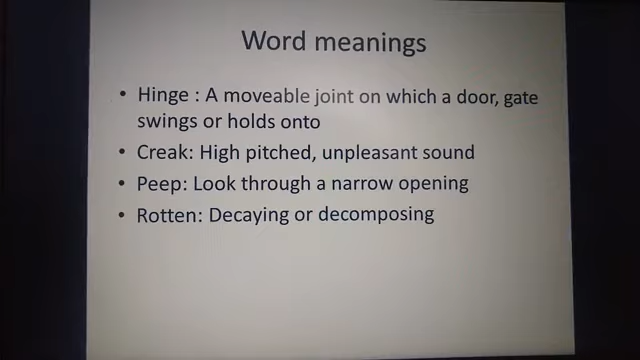 Word meanings
• Hinge : A moveable joint on which a door, gate
swings or holds onto
• Creak: High pitched, unpleasant sound
• Peep: Look through a narrow opening
• Rotten: Decaying or decomposing